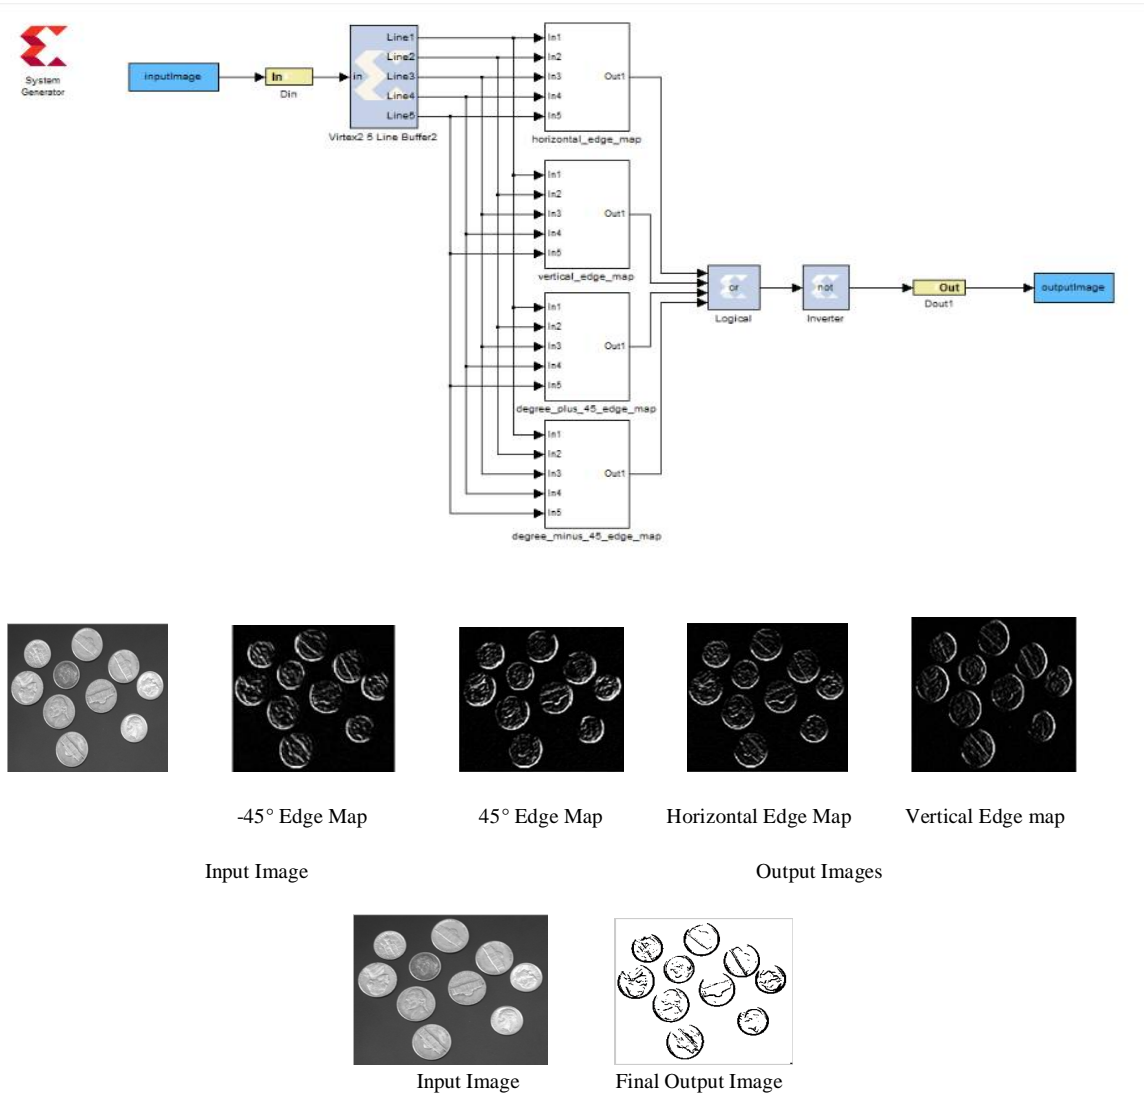 System
Generator
inputImage
In
Din
in
Line1
Line2
Line3
Line4
Line5
Virtex2 5 Line Buffer2
In1
In2
In3
In4
In5
Out1
horizontal_edge_map
In1
In2
In3
In4
In5
Out1
vertical_edge_map
In1
In2
In3
In4
In5
Out1
degree_plus_45_edge_map
In1
In2
In3
In4
In5
Out1
degree_minus_45_edge_map
or
Logical
not
Inverter
Out
Dout1
outputImage
-45° Edge Map 45° Edge Map Horizontal Edge Map Vertical Edge map
Input Image Output Images
Input Image Final Output Image